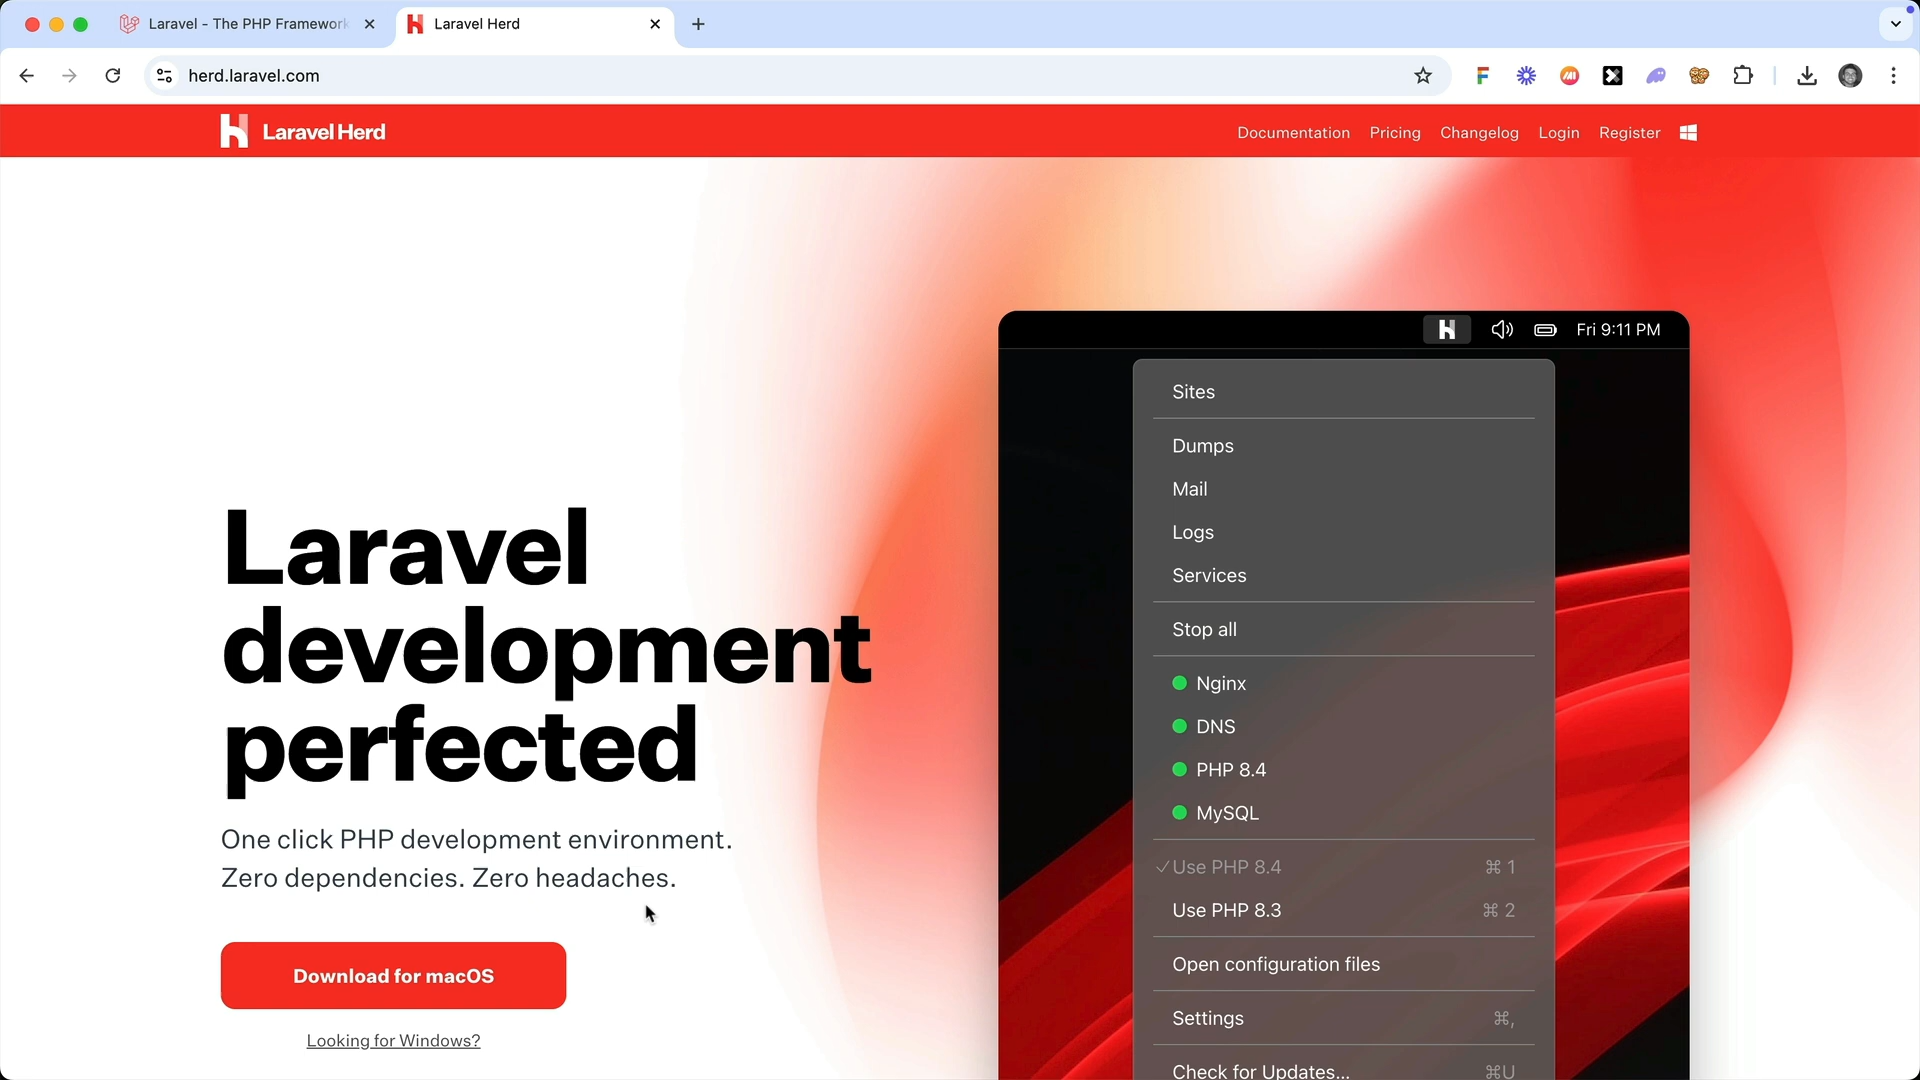 Laravel - The PHP Framework
Laravel Herd
herd.laravel.com
Laravel Herd
Documentation
Pricing
Changelog
Login
Register
Fri 9:11 PM
Sites
Dumps
Mail
Logs
Services
Stop all
Nginx
DNS
PHP 8.4
MySQL
Use PHP 8.4 ⌘ 1
Use PHP 8.3 ⌘ 2
Open configuration files
Settings ⌘,
Check for Updates... ⌘U
Laravel
development
perfected
One click PHP development environment.
Zero dependencies. Zero headaches.
Download for macOS
Looking for Windows?